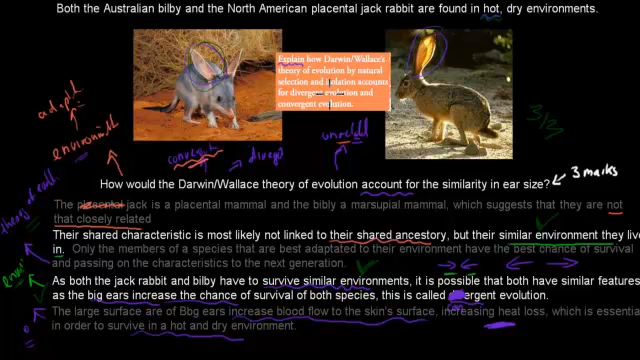 Both the Australian bilby and the North American placental jack rabbit are found in hot, dry environments.
Explain how Darwin/Wallace's
theory of evolution by natural
selection and isolation accounts
for divergent evolution and
convergent evolution.
adapt
environment
unrelated
convergent
diverget
3/3
3 marks
How would the Darwin/Wallace theory of evolution account for the similarity in ear size?
The placental jack is a placental mammal and the bibly a marsupial mammal, which suggests that they are not
that closely related
Their shared characteristic is most likely not linked to their shared ancestory, but their similar environment they live
in. Only the members of a species that are best adapted to their environment have the best chance of survival
and passing on the characteristics to the next generation.
As both the jack rabbit and bilby have to survive similar environments, it is possible that both have similar features
as the big ears increase the chance of survival of both species, this is called ergent evolution.
The large surface are of Bbg ears increase blood flow to the skin's surface, increasing heat loss, which is essential
in order to survive in a hot and dry environment.
theory of